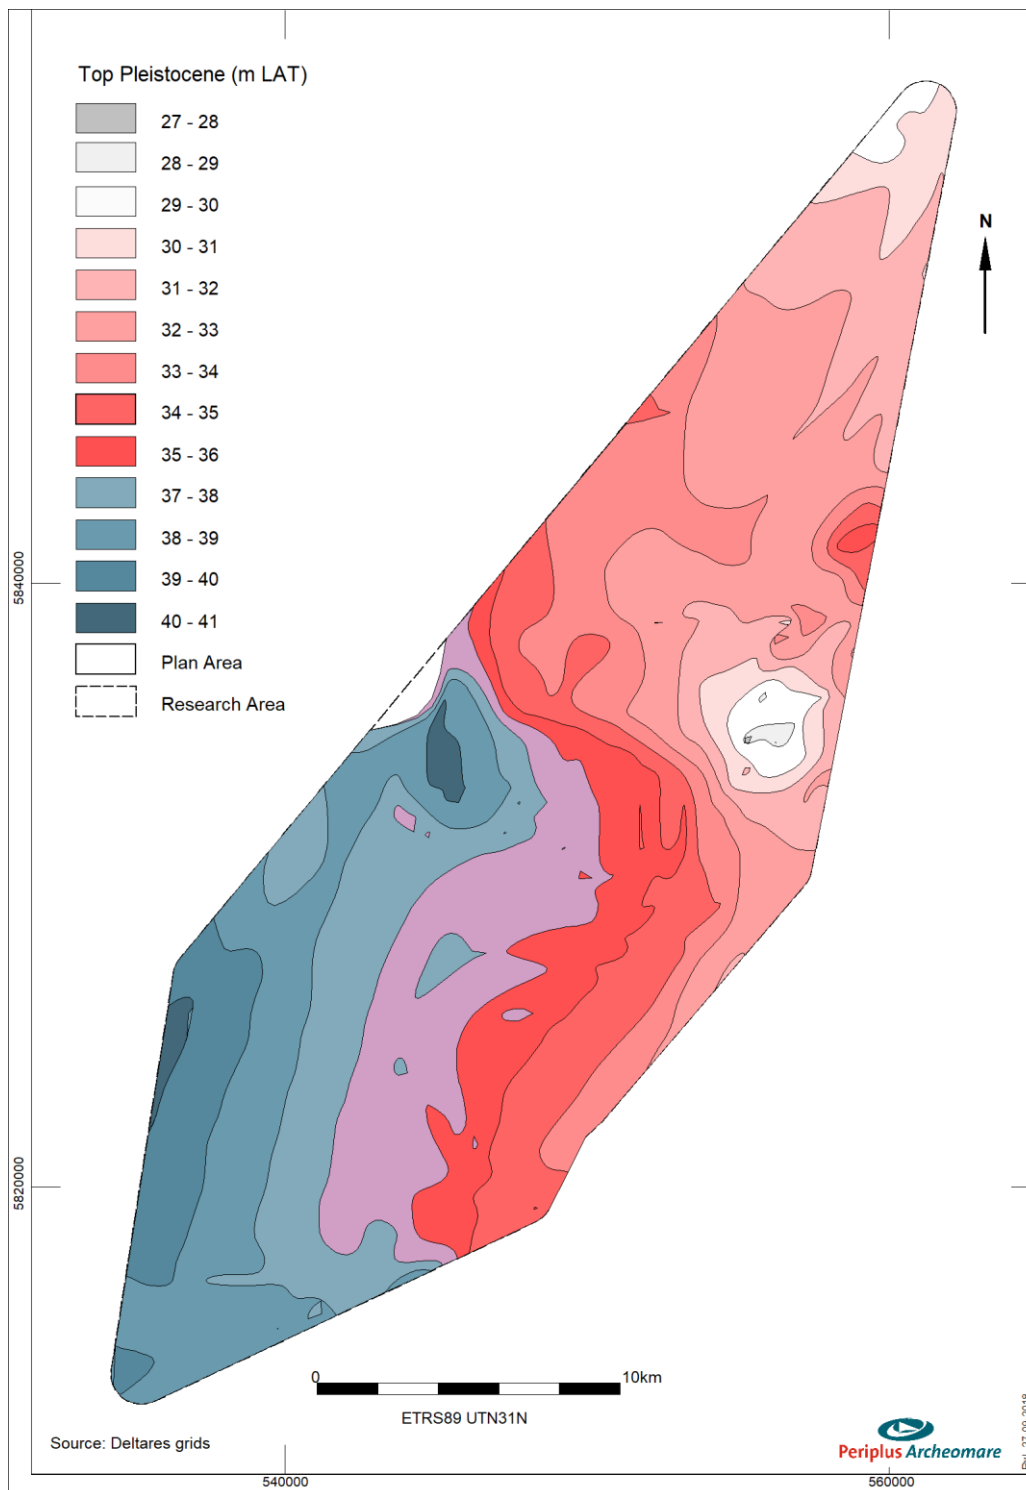 Top Pleistocene (m LAT)
27 - 28
28 - 29
29 - 30
30 - 31
31 - 32
32 - 33
33 - 34
34 - 35
35 - 36
37 - 38
38 - 39
39 - 40
40 - 41
Plan Area
Research Area
N
5840000
5820000
0 10km
ETRS89 UTN31N
Source: Deltares grids
Periplus Archeomare
540000
560000